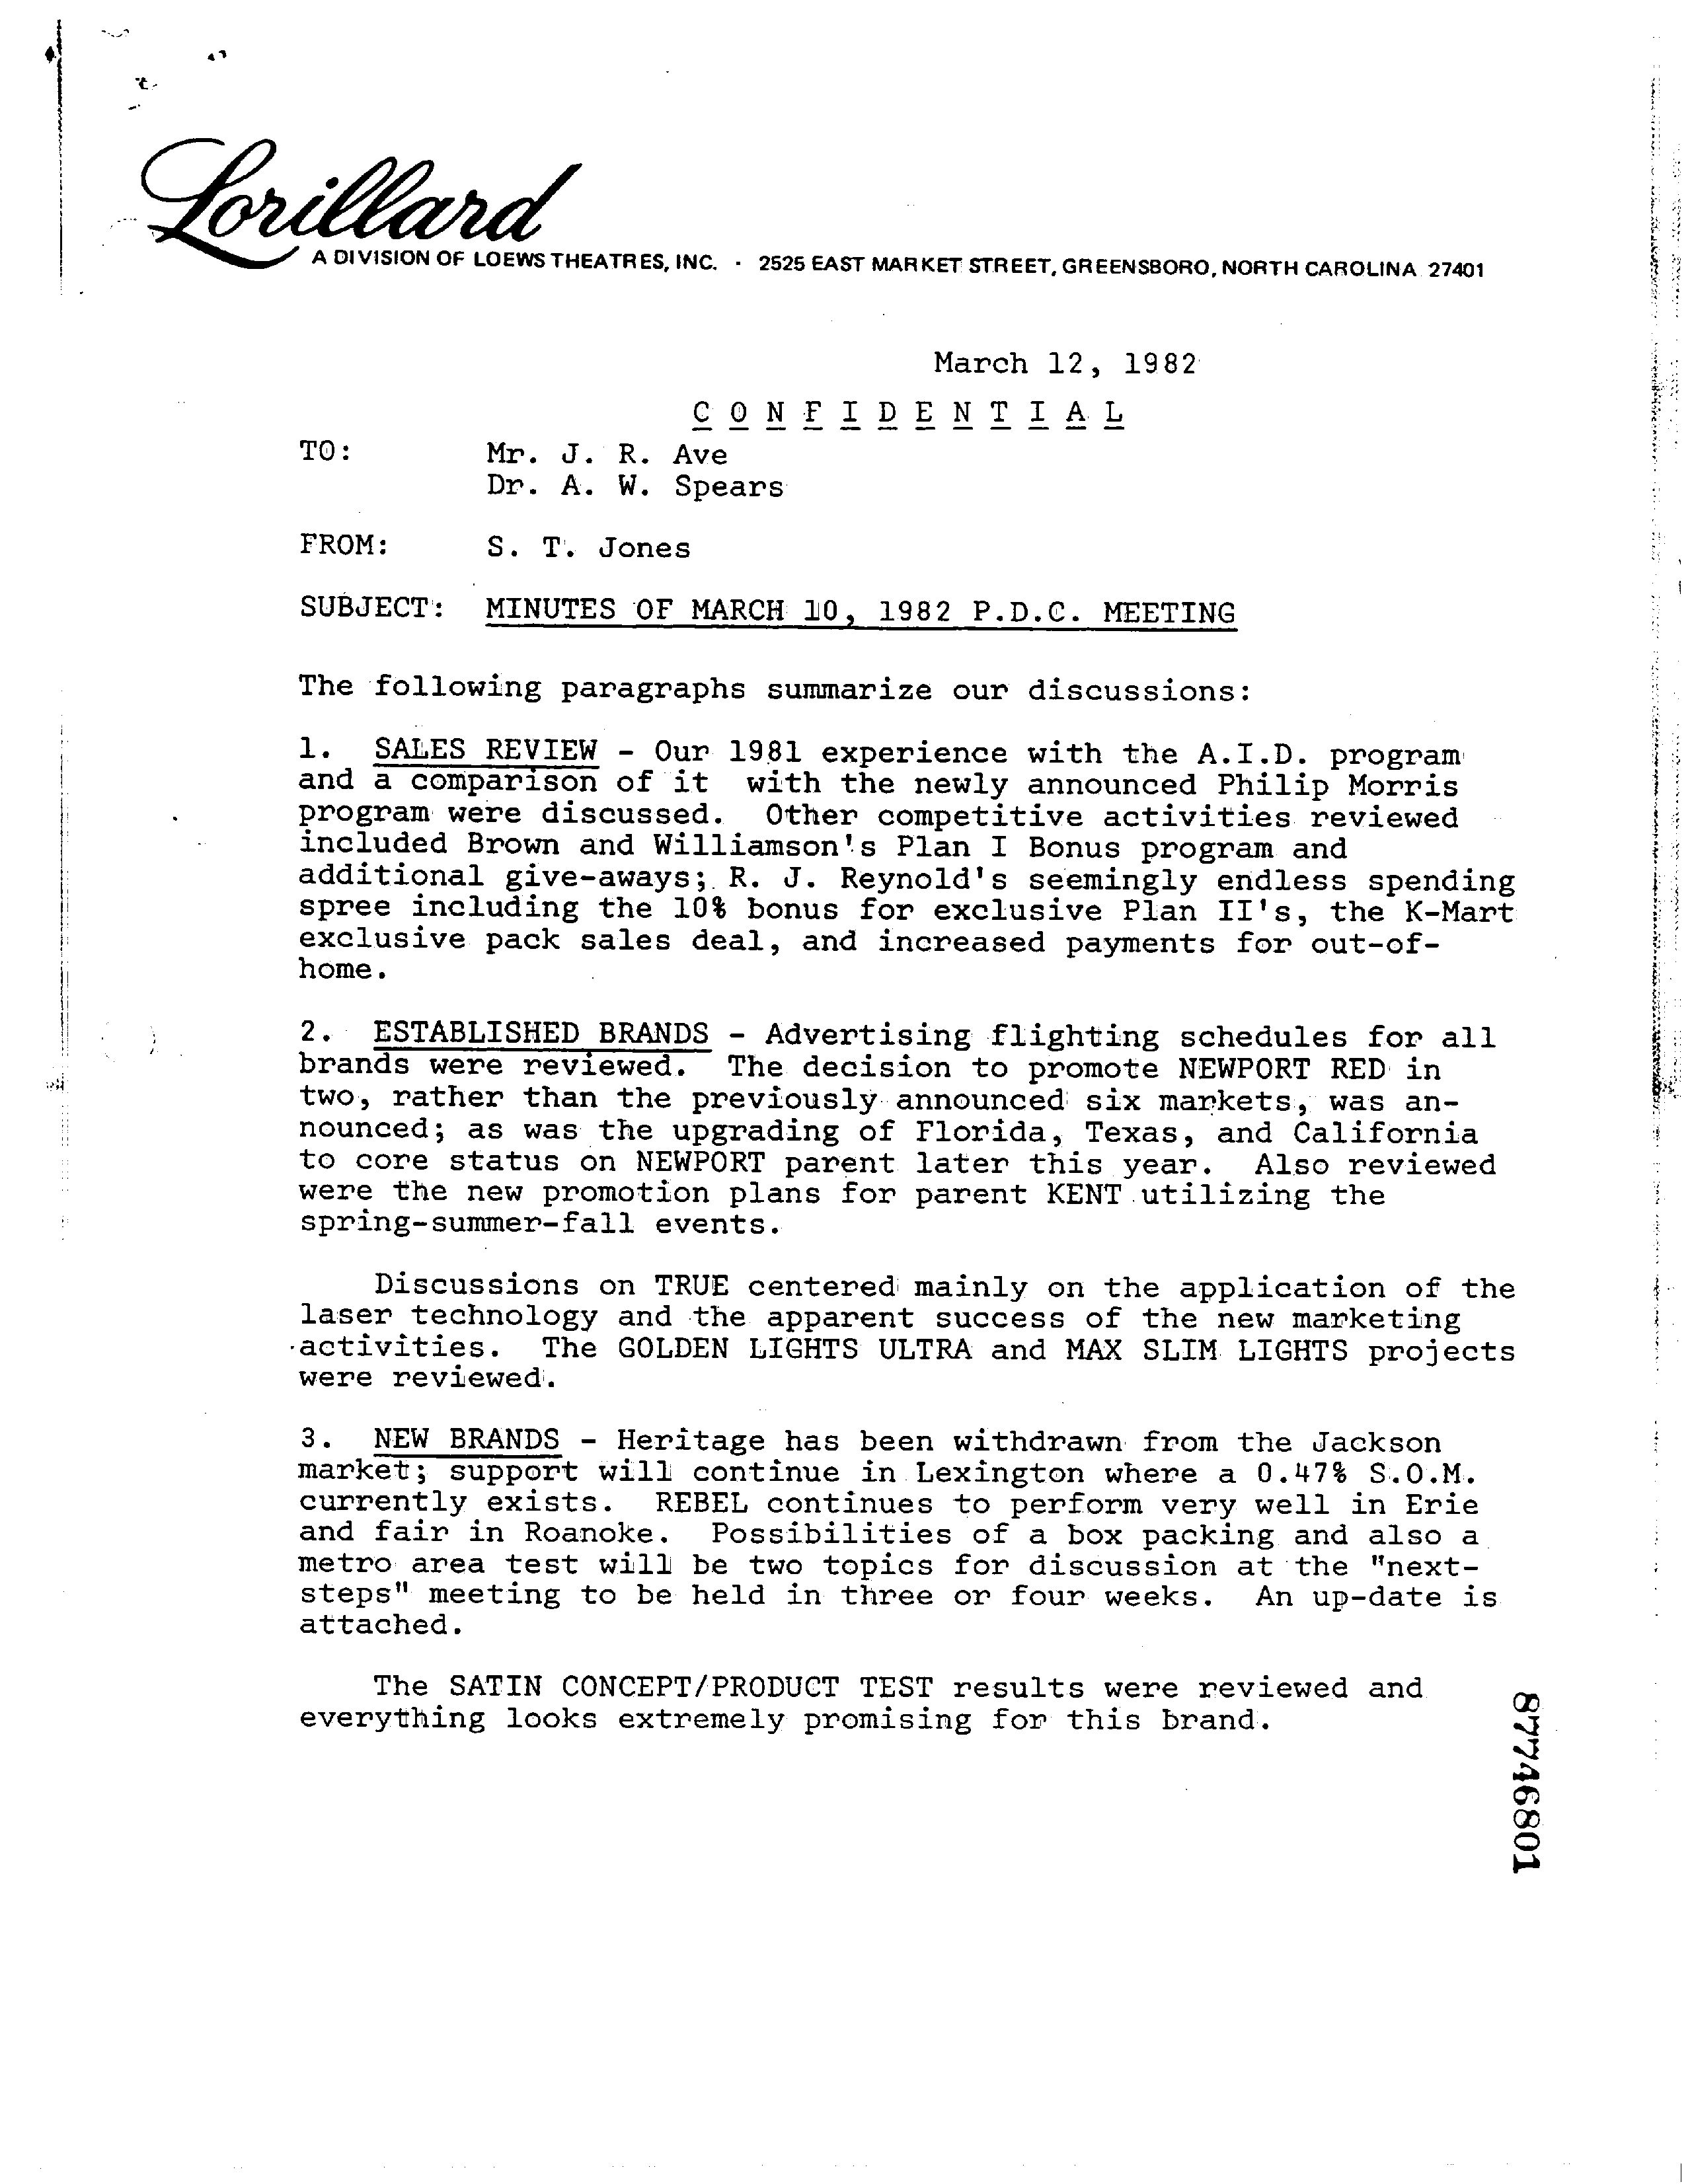 Lorillard
A DIVISION OF LOEWS THEATRES, INC. · 2525 EAST MARKET STREET, GREENSBORO, NORTH CAROLINA 27401
March 12, 1982
C O N F I D E N T I A L
TO: Mr. J. R. Ave
Dr. A. W. Spears
FROM: S. T. Jones
SUBJECT: MINUTES OF MARCH 10, 1982 P.D.C. MEETING
The following paragraphs summarize our discussions:
1. SALES REVIEW - Our 1981 experience with the A.I.D. program
and a comparison of it with the newly announced Philip Morris
program were discussed. Other competitive activities reviewed
included Brown and Williamson's Plan I Bonus program and
additional give-aways; R. J. Reynold's seemingly endless spending
spree including the 10% bonus for exclusive Plan II's, the K-Mart
exclusive pack sales deal, and increased payments for out-of-
home.
2. ESTABLISHED BRANDS - Advertising flighting schedules for all
brands were reviewed. The decision to promote NEWPORT RED in
two, rather than the previously announced six markets, was an-
nounced; as was the upgrading of Florida, Texas, and California
to core status on NEWPORT parent later this year. Also reviewed
were the new promotion plans for parent KENT utilizing the
spring-summer-fall events.
Discussions on TRUE centered mainly on the application of the
laser technology and the apparent success of the new marketing
activities. The GOLDEN LIGHTS ULTRA and MAX SLIM LIGHTS projects
were reviewed.
3. NEW BRANDS - Heritage has been withdrawn from the Jackson
market; support will continue in Lexington where a 0.47% S.O.M.
currently exists. REBEL continues to perform very well in Erie
and fair in Roanoke. Possibilities of a box packing and also a
metro area test will be two topics for discussion at the "next-
steps" meeting to be held in three or four weeks. An up-date is
attached.
The SATIN CONCEPT/PRODUCT TEST results were reviewed and
everything looks extremely promising for this brand.
87746801